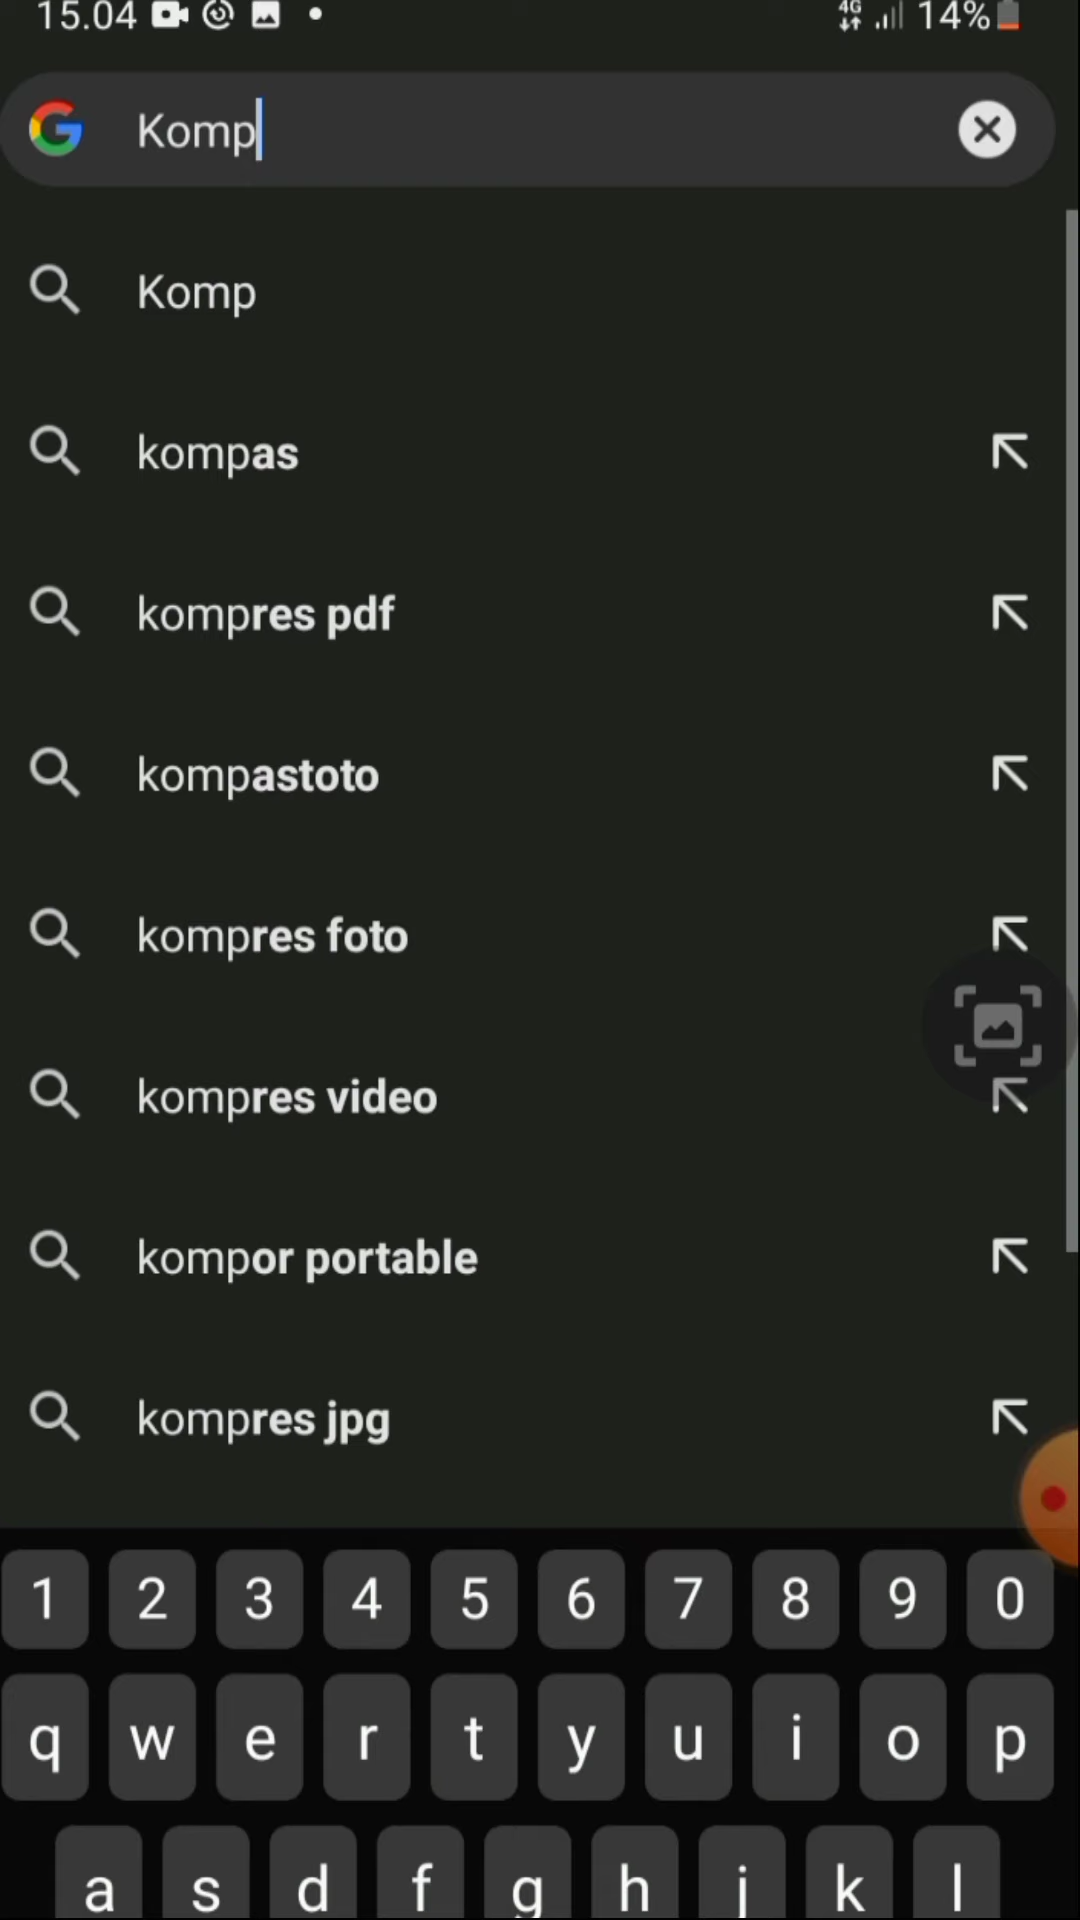 15.04 4G 14%
Komp
Komp
kompas
kompres pdf
kompastoto
kompres foto
kompres video
kompor portable
kompres jpg
1 2 3 4 5 6 7 8 9 0
q w e r t y u i o p
a s d f g h j k l